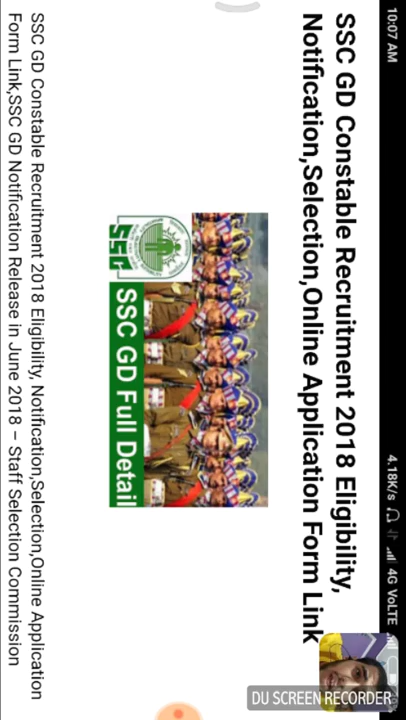 10:07 AM
4.18K/s
4G VoLTE
SSC GD Constable Recruitment 2018 Eligibility,
Notification,Selection,Online Application Form Link
SSC
SSC GD Full Detail
SSC GD Constable Recruitment 2018 Eligibility, Notification,Selection,Online Application
Form Link,SSC GD Notification Release in June 2018 – Staff Selection Commission
DU SCREEN RECORDER